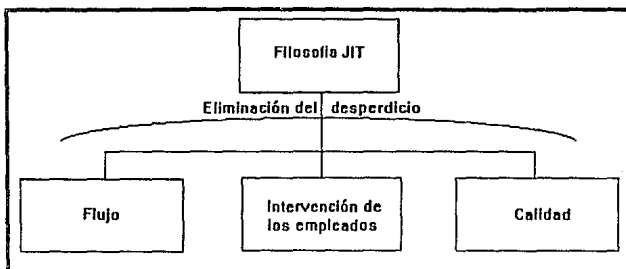 Filosofía JIT
Eliminación del desperdicio
Flujo
Intervención de
los empleados
Calidad